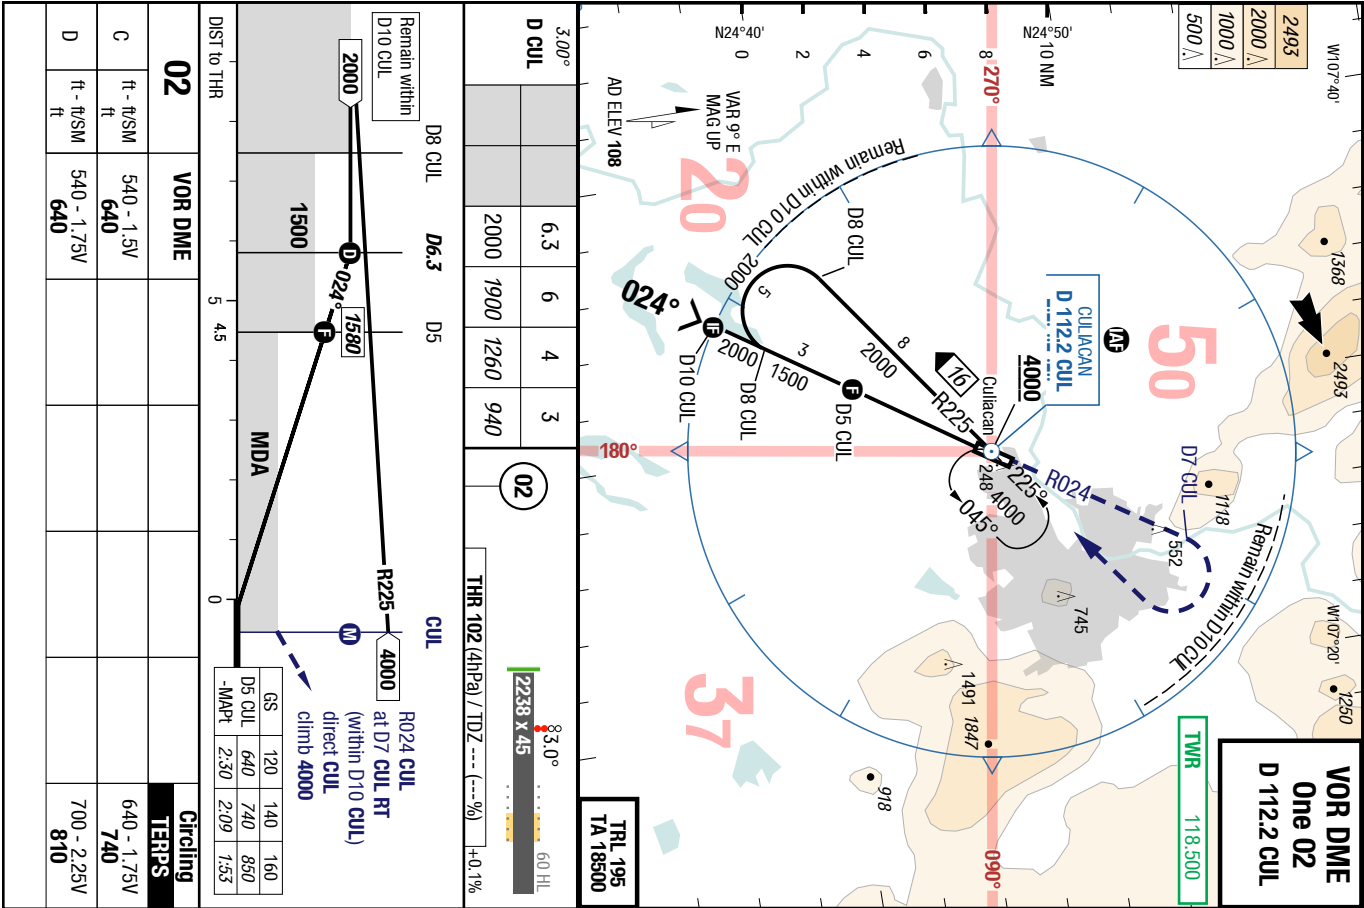 VOR DME
One 02
D 112.2 CUL
TWR 118.500
TRL 195
TA 18500
2493
2000
1000
500
W107°40'
W107°20'
N24°50'
N24°40'
10 NM
8
6
4
2
0
270°
090°
180°
50
20
37
1368
2493
1118
1250
552
745
1491
1847
918
248
IAF
CULIACAN
D 112.2 CUL
4000
Culiacan
D7 CUL
R024
Remain within D10 CUL
225°
4000
045°
R225
16
8
2000
D8 CUL
Remain within D10 CUL
2000
5
3
1500
2000
F
D5 CUL
D8 CUL
D10 CUL
IF
024°
VAR 9° E
MAG UP
AD ELEV 108
3.00°
D CUL
6.3
6
4
3
2000
1900
1260
940
02
THR 102 (4hPa) / TDZ --- (---%)
+0.1%
2238 x 45
3.0°
60 HL
Remain within
D10 CUL
D8 CUL
D6.3
D5
CUL
2000
D
024°
1580
F
R225
4000
M
1500
MDA
R024 CUL
at D7 CUL RT
(within D10 CUL)
direct CUL
climb 4000
DIST to THR
5
4.5
0
GS 120 140 160
D5 CUL 640 740 850
-MAPt 2:30 2:09 1:53
02
VOR DME
Circling
TERPS
C
ft - ft/SM
ft
540 - 1.5V
640
640 - 1.75V
740
D
ft - ft/SM
ft
540 - 1.75V
640
700 - 2.25V
810